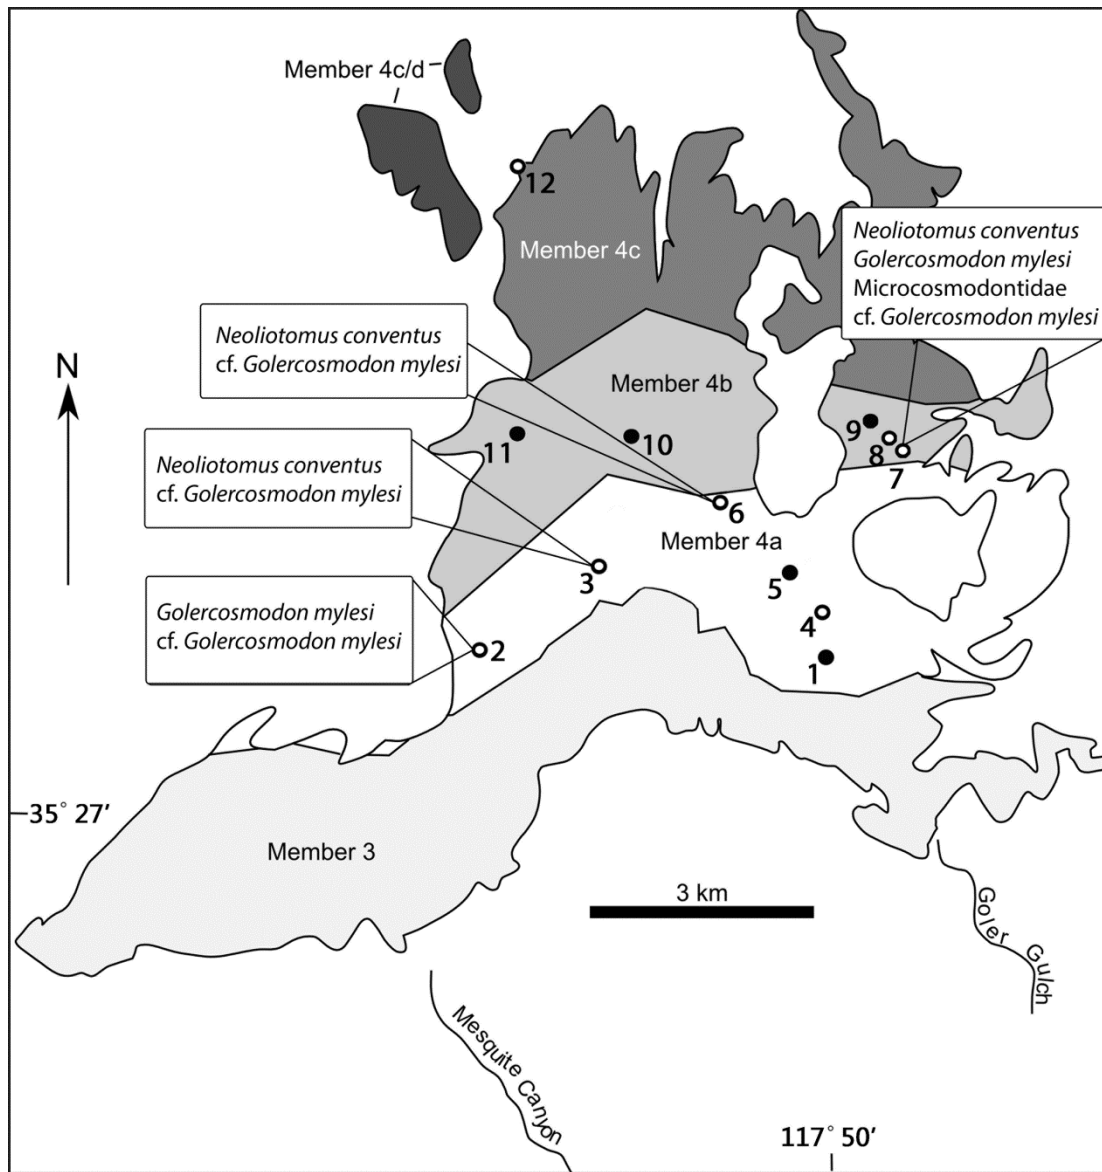 Member 4c/d
12
Member 4c
Neoliotomus conventus
Golercosmodon mylesi
Microcosmodontidae
cf. Golercosmodon mylesi
Neoliotomus conventus
cf. Golercosmodon mylesi
N
Member 4b
9
8
7
11
10
Neoliotomus conventus
cf. Golercosmodon mylesi
6
Member 4a
3
5
Golercosmodon mylesi
cf. Golercosmodon mylesi
4
2
1
35° 27′
Member 3
3 km
Goler Gulch
Mesquite Canyon
117° 50′